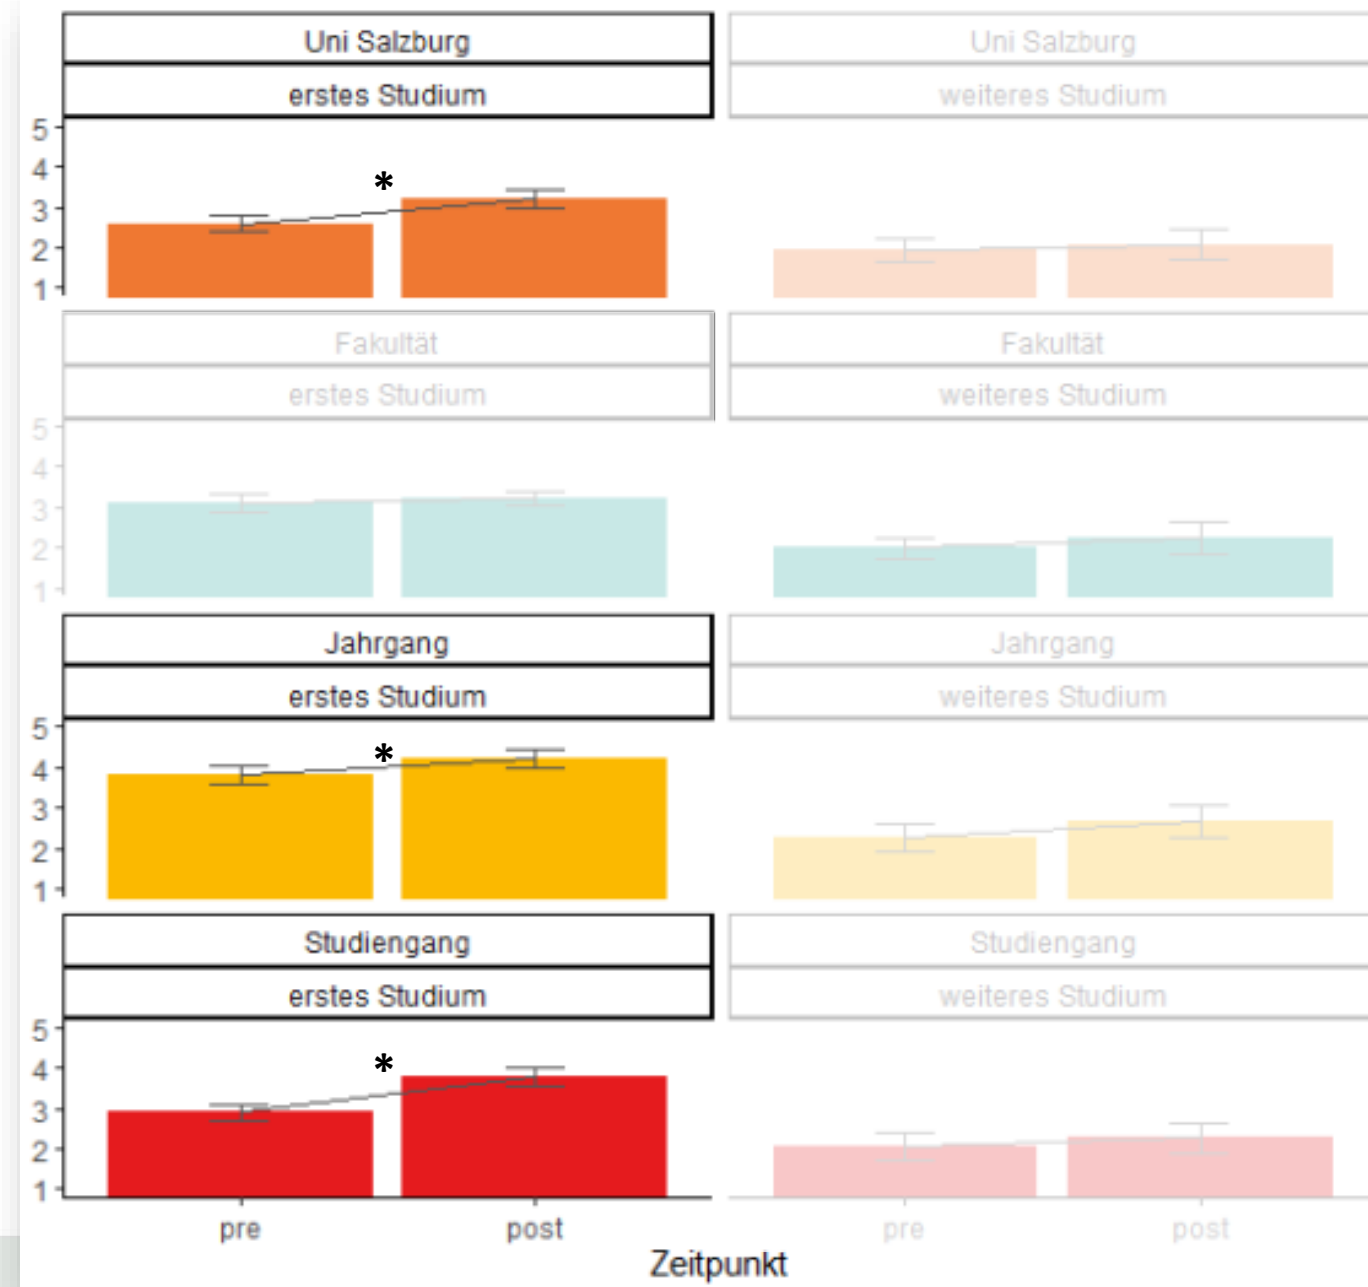 Uni Salzburg
erstes Studium
Uni Salzburg
weiteres Studium
5
4
*
3
2
1
Fakultät
erstes Studium
Fakultät
weiteres Studium
5
4
3
2
1
Jahrgang
erstes Studium
Jahrgang
weiteres Studium
5
*
4
3
2
1
Studiengang
erstes Studium
Studiengang
weiteres Studium
5
4
*
3
2
1
pre
post
pre
post
Zeitpunkt